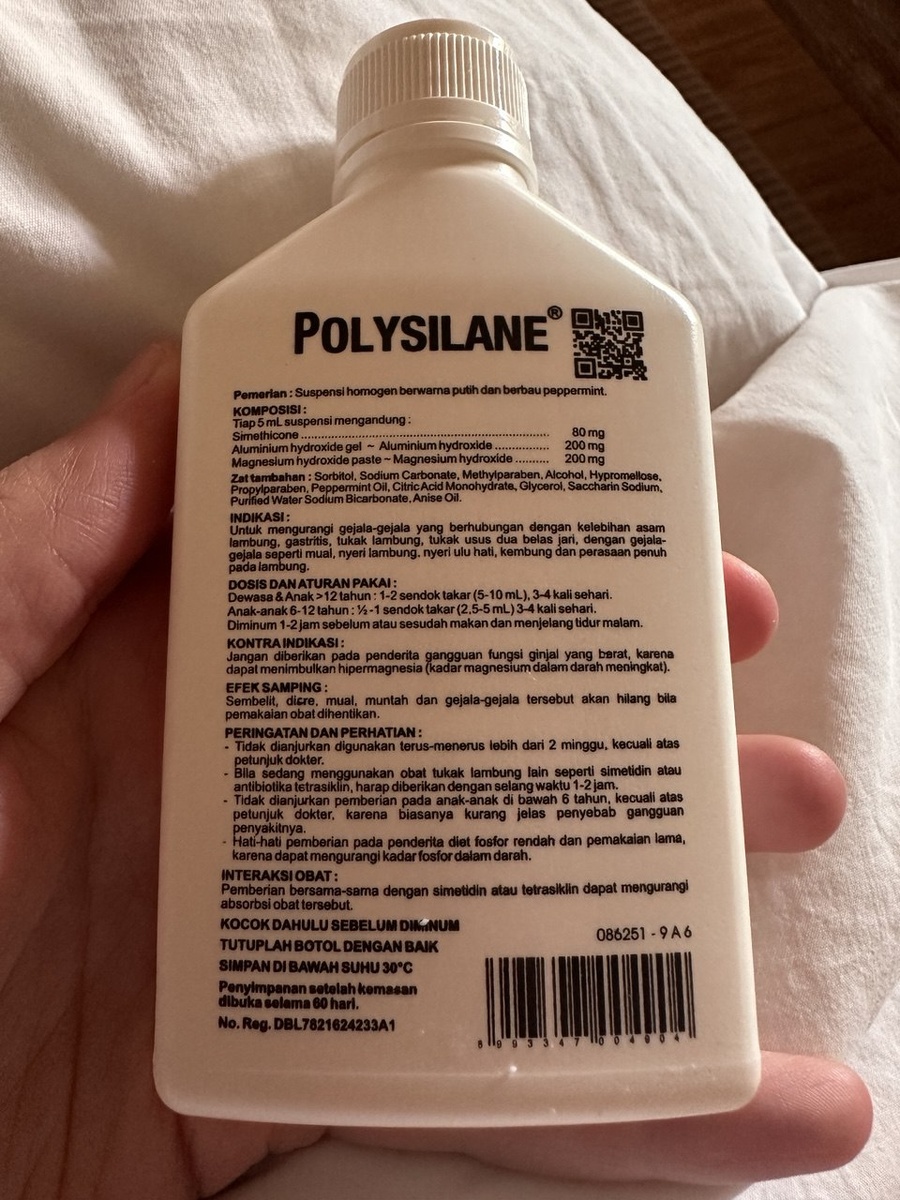 POLYSILANE®
Pemerian : Suspensi homogen berwarna putih dan berbau peppermint.
KOMPOSISI :
Tiap 5 mL suspensi mengandung :
Simethicone ........................................................................ 80 mg
Aluminium hydroxide gel ~ Aluminium hydroxide ............... 200 mg
Magnesium hydroxide paste ~ Magnesium hydroxide .......... 200 mg
Zat tambahan : Sorbitol, Sodium Carbonate, Methylparaben, Alcohol, Hypromellose,
Propylparaben, Peppermint Oil, Citric Acid Monohydrate, Glycerol, Saccharin Sodium,
Purified Water Sodium Bicarbonate, Anise Oil.
INDIKASI :
Untuk mengurangi gejala-gejala yang berhubungan dengan kelebihan asam
lambung, gastritis, tukak lambung, tukak usus dua belas jari, dengan gejala-
gejala seperti mual, nyeri lambung, nyeri ulu hati, kembung dan perasaan penuh
pada lambung.
DOSIS DAN ATURAN PAKAI :
Dewasa & Anak >12 tahun : 1-2 sendok takar (5-10 mL), 3-4 kali sehari.
Anak-anak 6-12 tahun : ½ -1 sendok takar (2,5-5 mL) 3-4 kali sehari.
Diminum 1-2 jam sebelum atau sesudah makan dan menjelang tidur malam.
KONTRA INDIKASI :
Jangan diberikan pada penderita gangguan fungsi ginjal yang berat, karena
dapat menimbulkan hipermagnesia (kadar magnesium dalam darah meningkat).
EFEK SAMPING :
Sembelit, diare, mual, muntah dan gejala-gejala tersebut akan hilang bila
pemakaian obat dihentikan.
PERINGATAN DAN PERHATIAN :
- Tidak dianjurkan digunakan terus-menerus lebih dari 2 minggu, kecuali atas
petunjuk dokter.
- Bila sedang menggunakan obat tukak lambung lain seperti simetidin atau
antibiotika tetrasiklin, harap diberikan dengan selang waktu 1-2 jam.
- Tidak dianjurkan pemberian pada anak-anak di bawah 6 tahun, kecuali atas
petunjuk dokter, karena biasanya kurang jelas penyebab gangguan
penyakitnya.
- Hati-hati pemberian pada penderita diet fosfor rendah dan pemakaian lama,
karena dapat mengurangi kadar fosfor dalam darah.
INTERAKSI OBAT :
Pemberian bersama-sama dengan simetidin atau tetrasiklin dapat mengurangi
absorbsi obat tersebut.
KOCOK DAHULU SEBELUM DIMINUM
TUTUPLAH BOTOL DENGAN BAIK
SIMPAN DI BAWAH SUHU 30°C
Penyimpanan setelah kemasan
dibuka selama 60 hari.
No. Reg. DBL7821624233A1
086251 - 9 A 6
8 993347 004904